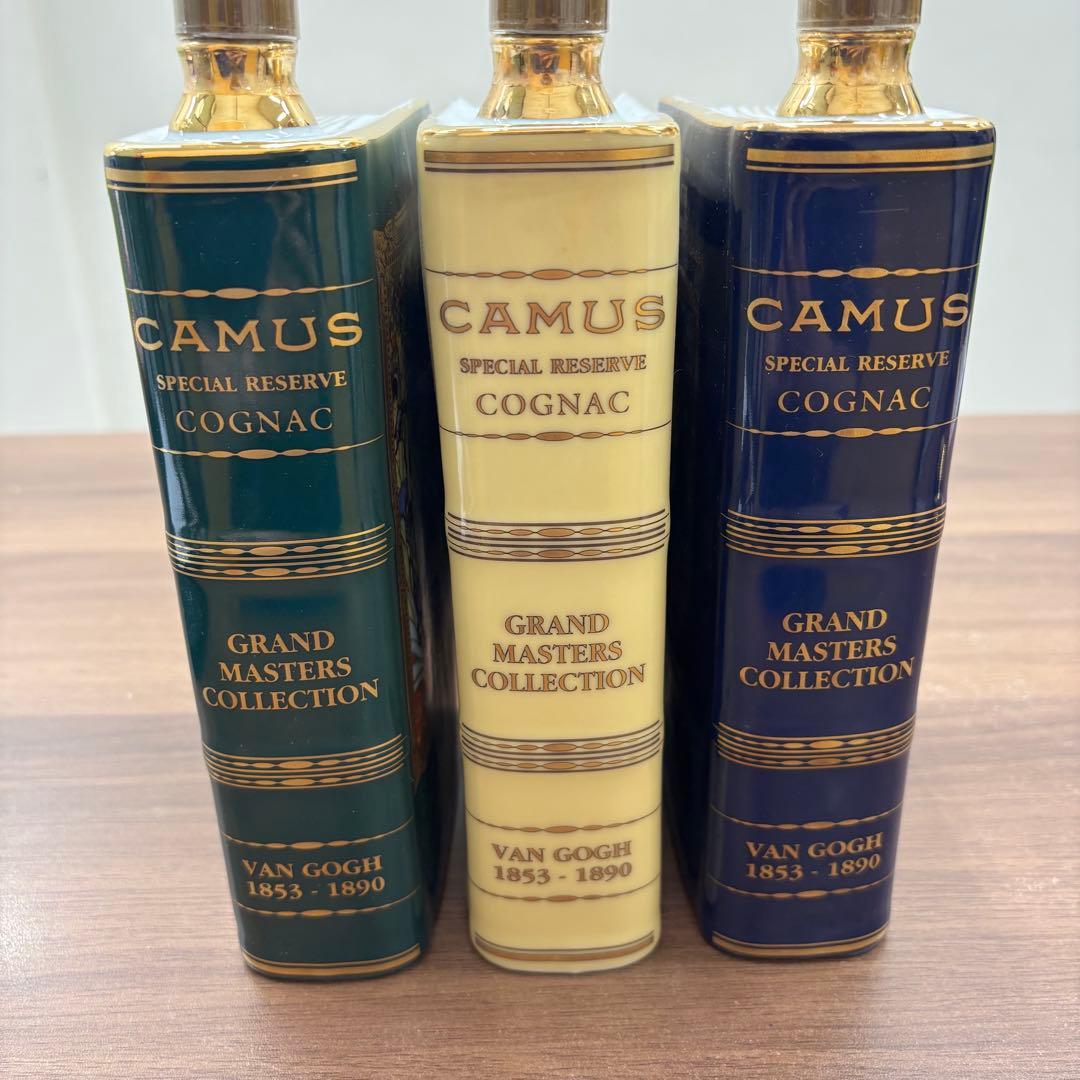 CAMUS
SPECIAL RESERVE
COGNAC
GRAND
MASTERS
COLLECTION
VAN GOGH
1853 - 1890
CAMUS
SPECIAL RESERVE
COGNAC
GRAND
MASTERS
COLLECTION
VAN GOGH
1853 - 1890
CAMUS
SPECIAL RESERVE
COGNAC
GRAND
MASTERS
COLLECTION
VAN GOGH
1853 - 1890